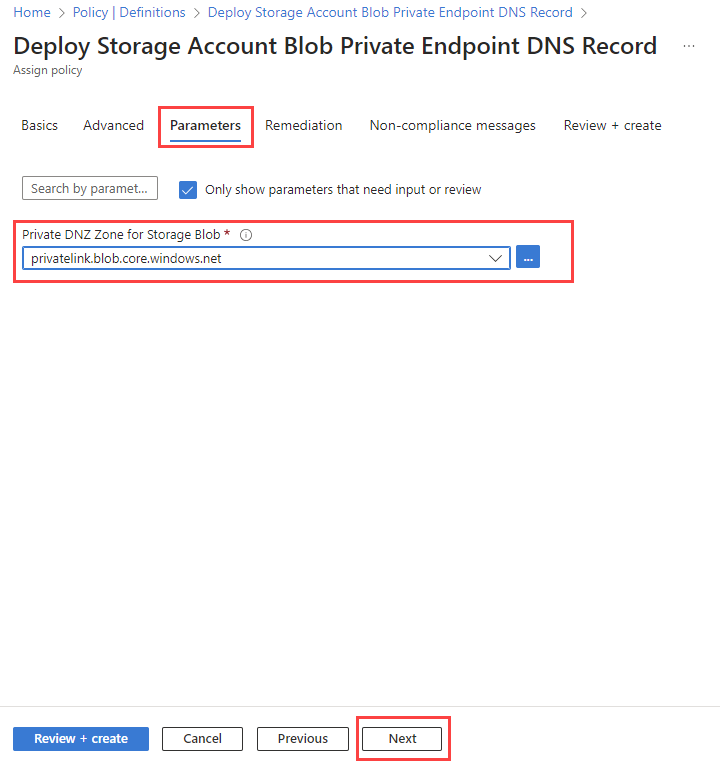 Home > Policy | Definitions > Deploy Storage Account Blob Private Endpoint DNS Record >
Deploy Storage Account Blob Private Endpoint DNS Record ...
Assign policy
Basics Advanced Parameters Remediation Non-compliance messages Review + create
Search by paramet... Only show parameters that need input or review
Private DNZ Zone for Storage Blob *
privatelink.blob.core.windows.net ...
Review + create Cancel Previous Next